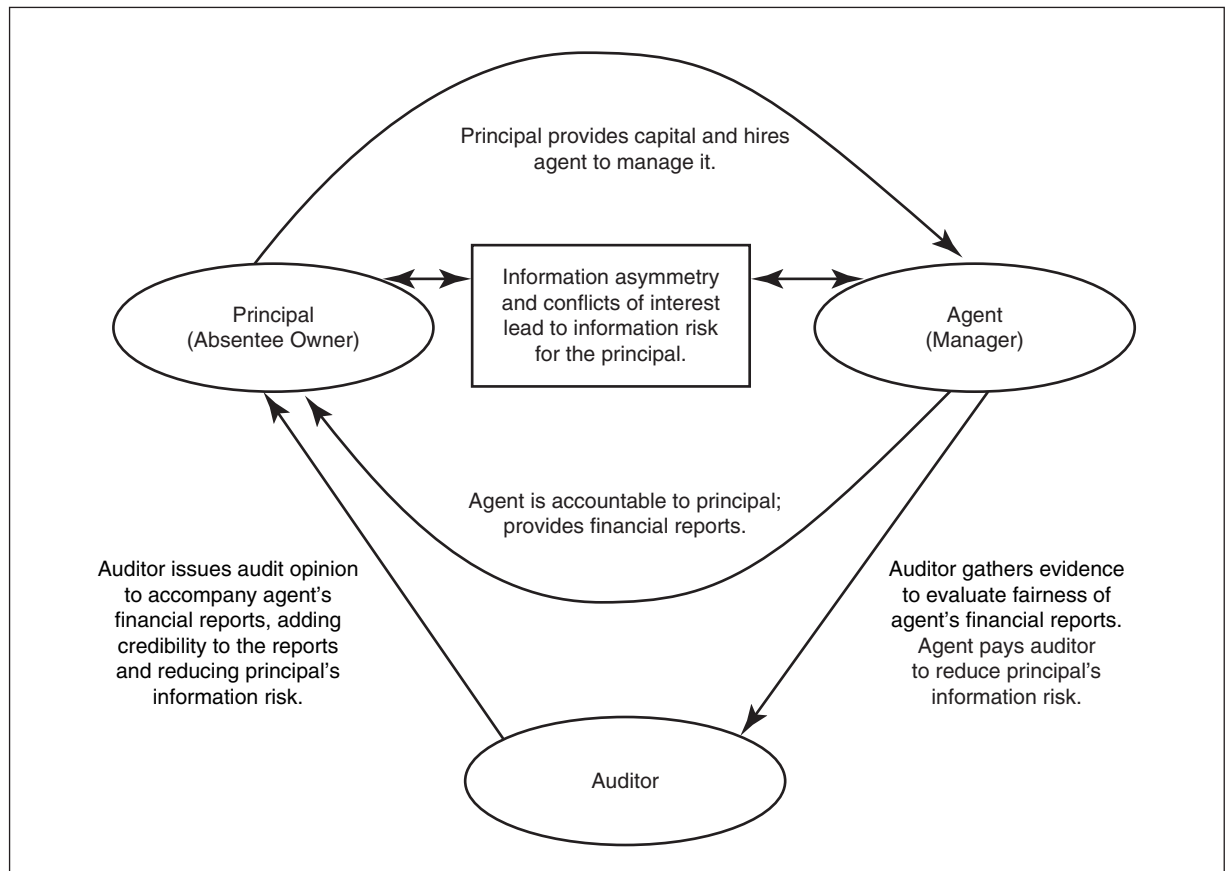 Principal provides capital and hires
agent to manage it.
Principal
(Absentee Owner)
Information asymmetry
and conflicts of interest
lead to information risk
for the principal.
Agent
(Manager)
Agent is accountable to principal;
provides financial reports.
Auditor issues audit opinion
to accompany agent’s
financial reports, adding
credibility to the reports
and reducing principal’s
information risk.
Auditor gathers evidence
to evaluate fairness of
agent’s financial reports.
Agent pays auditor
to reduce principal’s
information risk.
Auditor